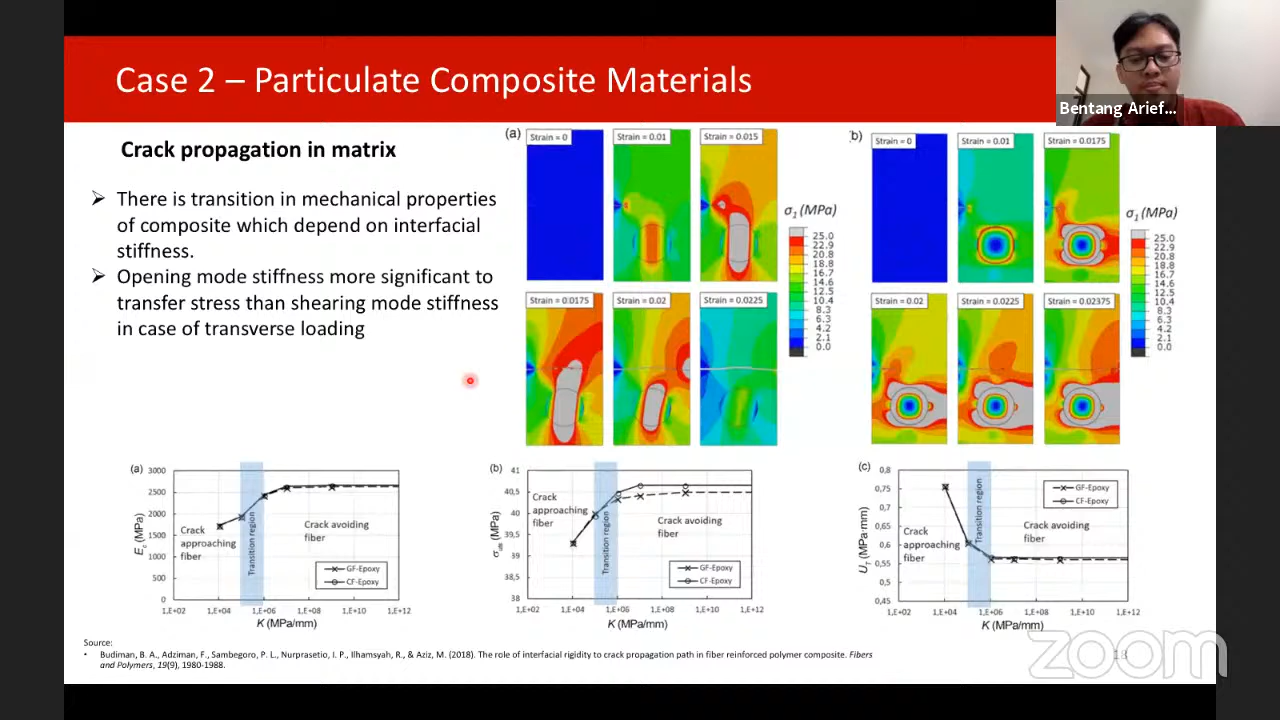 Case 2 – Particulate Composite Materials
Bentang Arief...
Crack propagation in matrix
➢ There is transition in mechanical properties
of composite which depend on interfacial
stiffness.
➢ Opening mode stiffness more significant to
transfer stress than shearing mode stiffness
in case of transverse loading
(a)
Strain = 0
Strain = 0.01
Strain = 0.015
σ₁ (MPa)
25.0
22.9
20.8
18.8
16.7
14.6
12.5
10.4
8.3
6.3
4.2
2.1
0.0
Strain = 0.0175
Strain = 0.02
Strain = 0.0225
b)
Strain = 0
Strain = 0.01
Strain = 0.0175
σ₁ (MPa)
25.0
22.9
20.8
18.8
16.7
14.6
12.5
10.4
8.3
6.3
4.2
2.1
0.0
Strain = 0.02
Strain = 0.0225
Strain = 0.02375
(a)
3000
2500
2000
1500
1000
500
0
E꜀ (MPa)
Crack
approaching
fiber
Transition region
Crack avoiding
fiber
GF-Epoxy
CF-Epoxy
1,E+02 1,E+04 1,E+06 1,E+08 1,E+10 1,E+12
K (MPa/mm)
(b)
41
40,5
40
39,5
39
38,5
38
(MPa)
Crack
approaching
fiber
Transition region
Crack avoiding
fiber
GF-Epoxy
CF-Epoxy
1,E+02 1,E+04 1,E+06 1,E+08 1,E+10 1,E+12
K (MPa/mm)
(c)
0,8
0,75
0,7
0,65
0,6
0,55
0,5
0,45
U_T (MPa·mm)
Crack
approaching
fiber
Transition region
Crack avoiding
fiber
GF-Epoxy
CF-Epoxy
1,E+02 1,E+04 1,E+06 1,E+08 1,E+10 1,E+12
K (MPa/mm)
Source:
• Budiman, B. A., Adziman, F., Sambegoro, P. L., Nurprasetio, I. P., Ilhamsyah, R., & Aziz, M. (2018). The role of interfacial rigidity to crack propagation path in fiber reinforced polymer composite. Fibers
and Polymers, 19(9), 1980-1988.
zoom